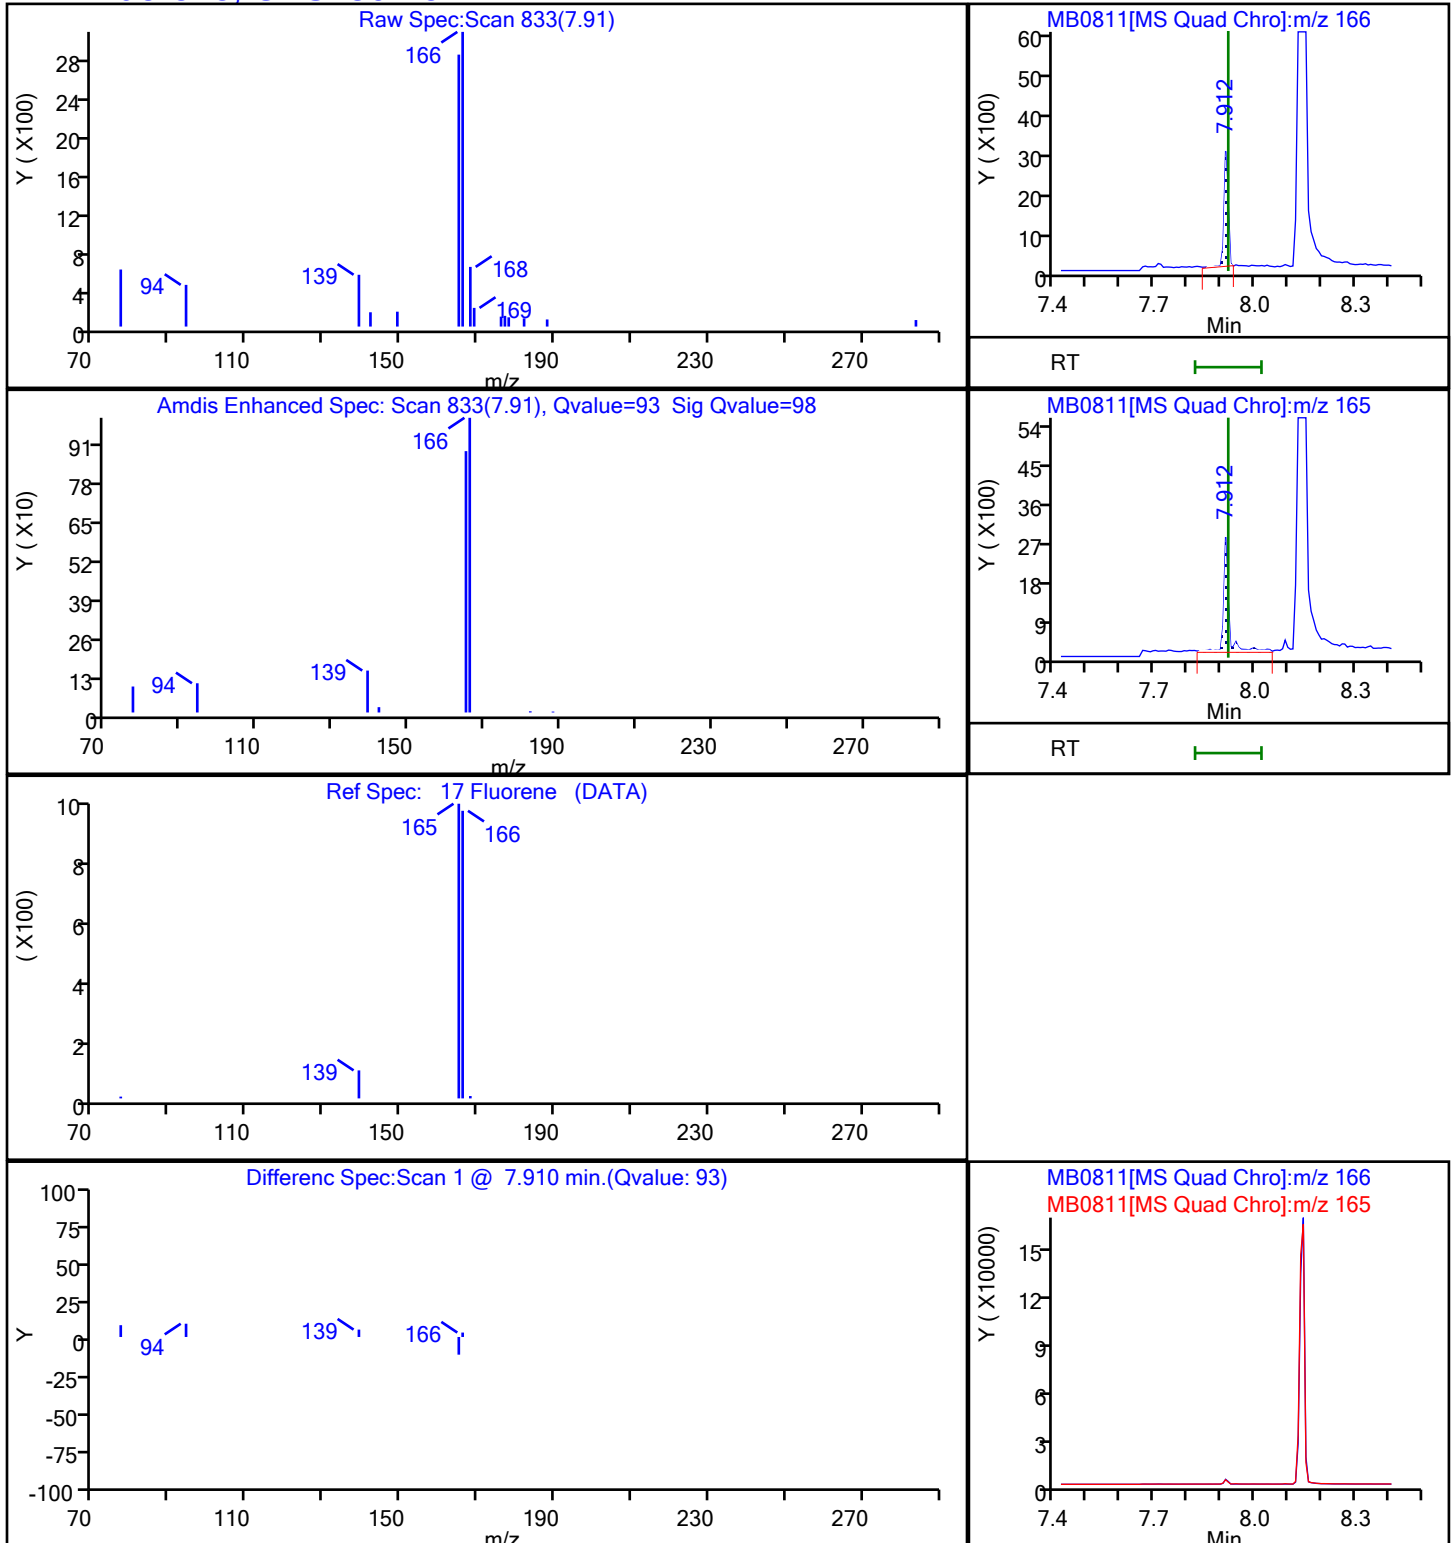 Raw Spec:Scan 833(7.91)
Y ( X100)
28
24
20
16
12
8
4
0
166
94
139
168
169
70 110 150 190 230 270
m/z
MB0811[MS Quad Chro]:m/z 166
Y ( X100)
60
50
40
30
20
10
0
7.912
7.4 7.7 8.0 8.3
Min
RT
Amdis Enhanced Spec: Scan 833(7.91), Qvalue=93 Sig Qvalue=98
Y ( X10)
91
78
65
52
39
26
13
0
166
94
139
70 110 150 190 230 270
m/z
MB0811[MS Quad Chro]:m/z 165
Y ( X100)
54
45
36
27
18
9
0
7.912
7.4 7.7 8.0 8.3
Min
RT
Ref Spec: 17 Fluorene (DATA)
( X100)
10
8
6
4
2
0
165
166
139
70 110 150 190 230 270
Differenc Spec:Scan 1 @ 7.910 min.(Qvalue: 93)
Y
100
75
50
25
0
-25
-50
-75
-100
94
139
166
70 110 150 190 230 270
m/z
MB0811[MS Quad Chro]:m/z 166
MB0811[MS Quad Chro]:m/z 165
Y ( X10000)
15
12
9
6
3
0
7.4 7.7 8.0 8.3
Min